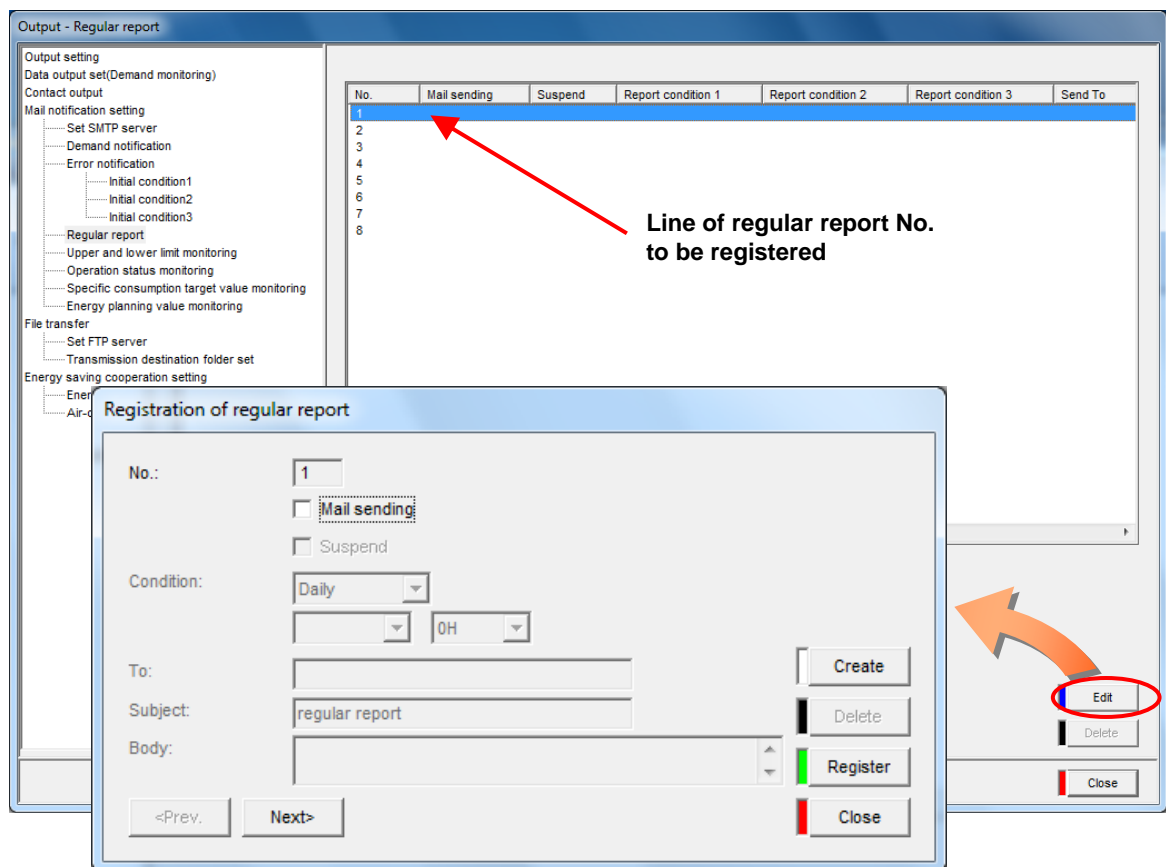 Output - Regular report
Output setting
Data output set(Demand monitoring)
Contact output
Mail notification setting
Set SMTP server
Demand notification
Error notification
Initial condition1
Initial condition2
Initial condition3
Regular report
Upper and lower limit monitoring
Operation status monitoring
Specific consumption target value monitoring
Energy planning value monitoring
File transfer
Set FTP server
Transmission destination folder set
Energy saving cooperation setting
No. Mail sending Suspend Report condition 1 Report condition 2 Report condition 3 Send To
1
2
3
4
5
6
7
8
Line of regular report No.
to be registered
Edit
Delete
Close
Registration of regular report
No.: 1
Mail sending
Suspend
Condition: Daily
0H
To:
Subject: regular report
Body:
Create
Delete
Register
Close
<Prev. Next>